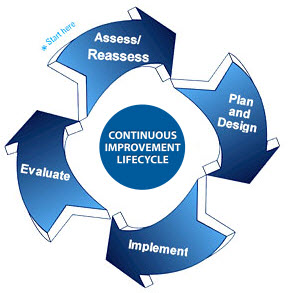 * Start here
Assess/
Reassess
Plan
and
Design
CONTINUOUS
IMPROVEMENT
LIFECYCLE
Evaluate
Implement